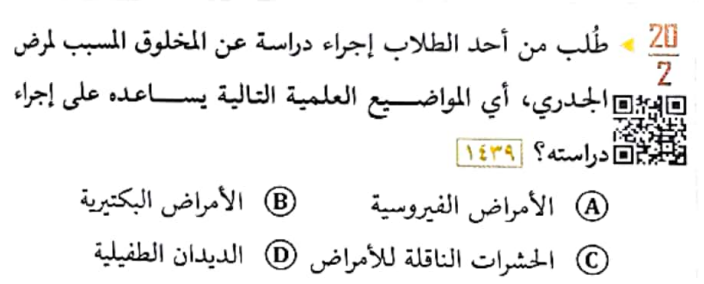 20
2
طُلب من أحد الطلاب إجراء دراسة عن المخلوق المسبب لمرض
الجدري، أي المواضيع العلمية التالية يساعده على إجراء
دراسته؟ ١٤٣٩
A الأمراض الفيروسية B الأمراض البكتيرية
C الحشرات الناقلة للأمراض D الديدان الطفيلية